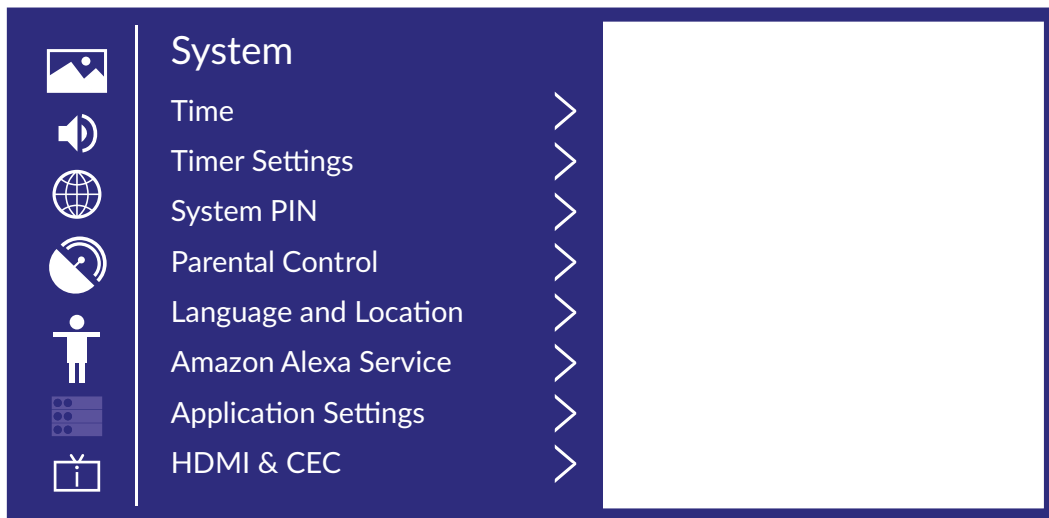 System
Time
Timer Settings
System PIN
Parental Control
Language and Location
Amazon Alexa Service
Application Settings
HDMI & CEC
i